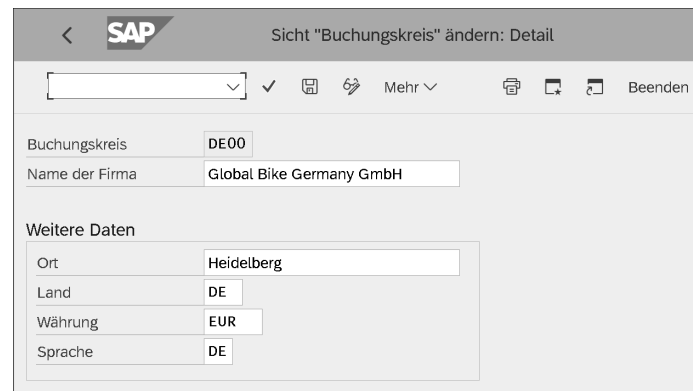 SAP Sicht "Buchungskreis" ändern: Detail
Mehr Beenden
Buchungskreis DE00
Name der Firma Global Bike Germany GmbH
Weitere Daten
Ort Heidelberg
Land DE
Währung EUR
Sprache DE